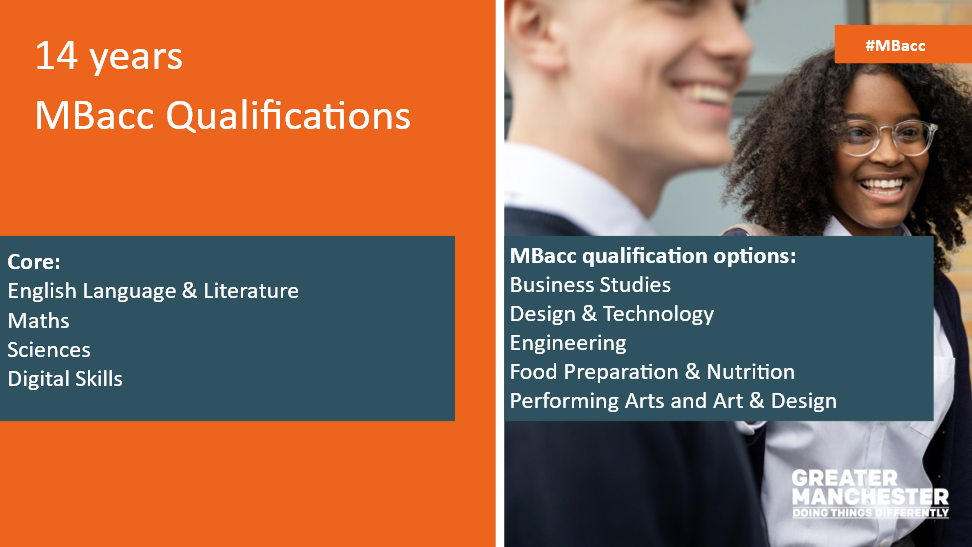 14 years
MBacc Qualifications
#MBacc
Core:
English Language & Literature
Maths
Sciences
Digital Skills
MBacc qualification options:
Business Studies
Design & Technology
Engineering
Food Preparation & Nutrition
Performing Arts and Art & Design
GREATER
MANCHESTER
DOING THINGS DIFFERENTLY